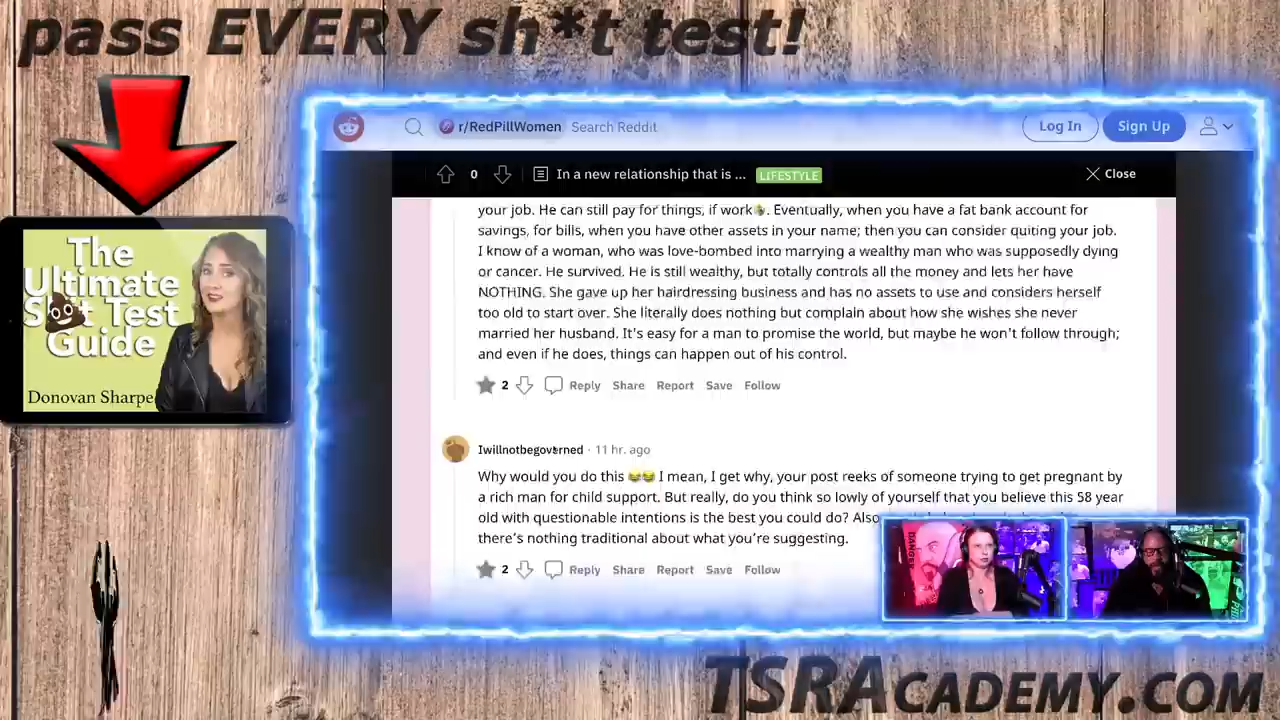 pass EVERY sh*t test!
r/RedPillWomen Search Reddit
Log In
Sign Up
0
In a new relationship that is ...
LIFESTYLE
Close
The
Ultimate
S t Test
Guide
Donovan Sharpe
your job. He can still pay for things, if work . Eventually, when you have a fat bank account for
savings, for bills, when you have other assets in your name; then you can consider quiting your job.
I know of a woman, who was love-bombed into marrying a wealthy man who was supposedly dying
or cancer. He survived. He is still wealthy, but totally controls all the money and lets her have
NOTHING. She gave up her hairdressing business and has no assets to use and considers herself
too old to start over. She literally does nothing but complain about how she wishes she never
married her husband. It's easy for a man to promise the world, but maybe he won't follow through;
and even if he does, things can happen out of his control.
2 Reply Share Report Save Follow
Iwillnotbegoverned · 11 hr. ago
Why would you do this 😂😂 I mean, I get why, your post reeks of someone trying to get pregnant by
a rich man for child support. But really, do you think so lowly of yourself that you believe this 58 year
old with questionable intentions is the best you could do? Also
there's nothing traditional about what you're suggesting.
2 Reply Share Report Save Follow
TSRACADEMY.COM